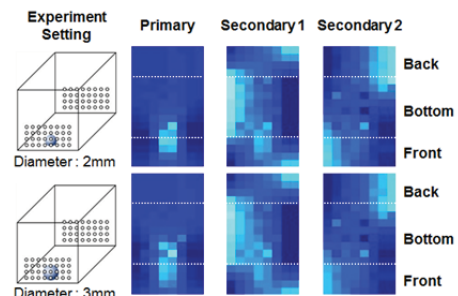 Experiment Setting
Primary
Secondary 1
Secondary 2
Back
Bottom
Front
Diameter : 2mm
Back
Bottom
Front
Diameter : 3mm